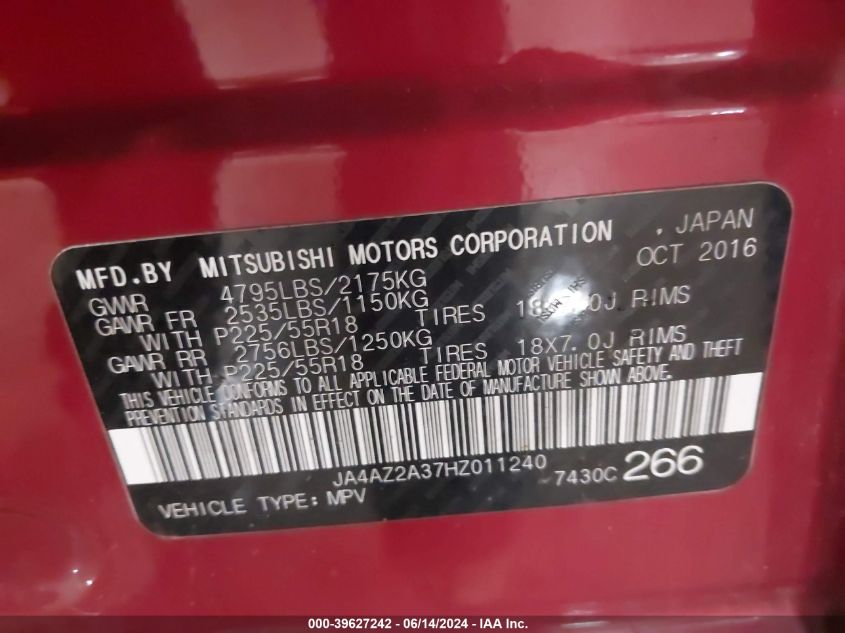 MFD.BY MITSUBISHI MOTORS CORPORATION , JAPAN
GWWR 4795LBS/2175KG OCT 2016
GAWR FR 2535LBS/1150KG
WITH P225/55R18 TIRES RIMS
GAWR RR 2756LBS/1250KG
WITH P225/55R18 TIRES 18X7.0J RIMS
THIS VEHICLE CONFORMS TO ALL APPLICABLE FEDERAL MOTOR VEHICLE SAFETY AND THEFT
PREVENTION STANDARDS IN EFFECT ON THE DATE OF MANUFACTURE SHOWN ABOVE.
JA4AZ2A37HZ011240
VEHICLE TYPE: MPV 7430C 266
000-39627242 - 06/14/2024 - IAA Inc.